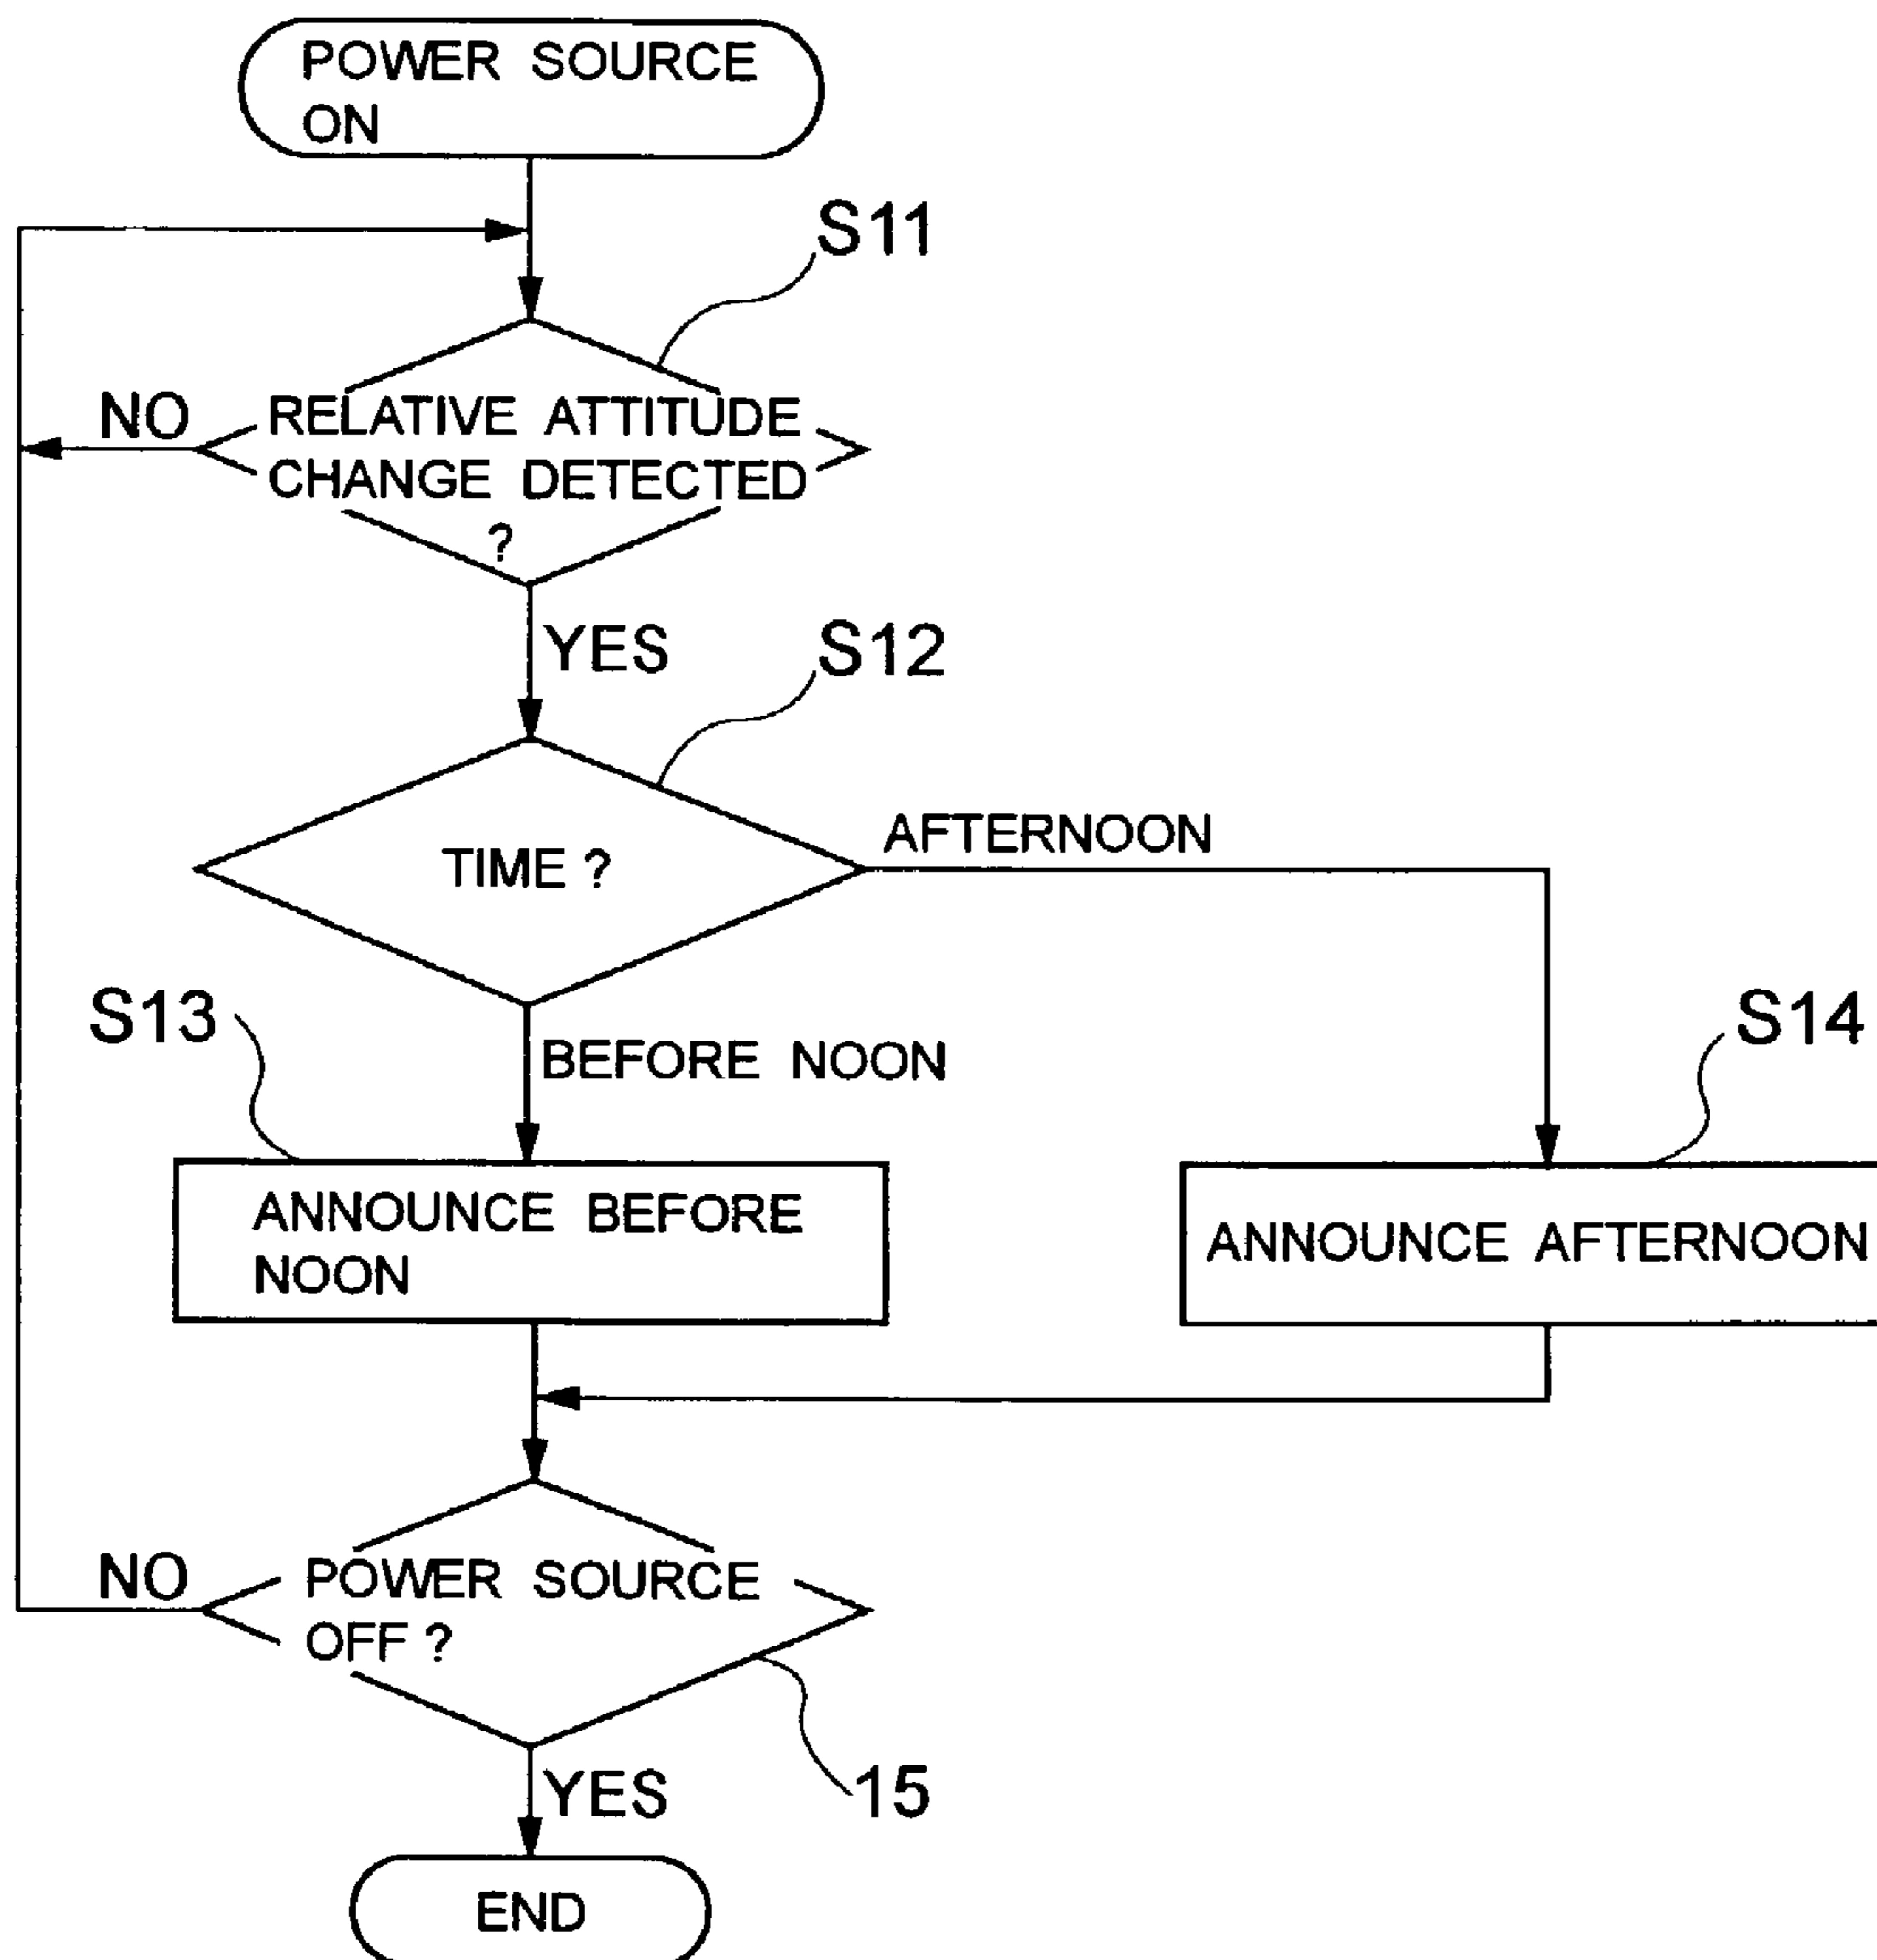 POWER SOURCE
ON
S11
NO
RELATIVE ATTITUDE
CHANGE DETECTED
?
YES
S12
AFTERNOON
TIME ?
S13
BEFORE NOON
S14
ANNOUNCE BEFORE
NOON
ANNOUNCE AFTERNOON
NO
POWER SOURCE
OFF ?
YES
15
END